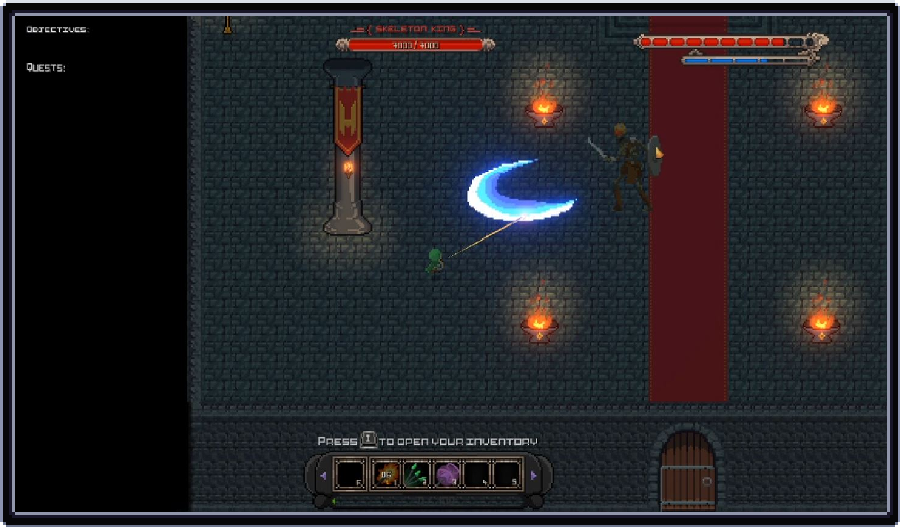 OBJECTIVES:
SKELETON KING
4000/4000
QUESTS:
H
PRESS I TO OPEN YOUR INVENTORY